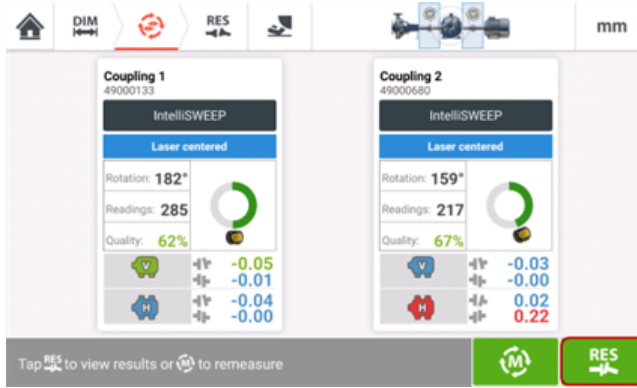 DIM
RES
mm
Coupling 1
49000133
IntelliSWEEP
Laser centered
Rotation: 182°
Readings: 285
Quality: 62%
V
-0.05
-0.01
H
-0.04
-0.00
Coupling 2
49000680
IntelliSWEEP
Laser centered
Rotation: 159°
Readings: 217
Quality: 67%
V
-0.03
-0.00
H
0.02
0.22
Tap RES to view results or M to remeasure
M
RES